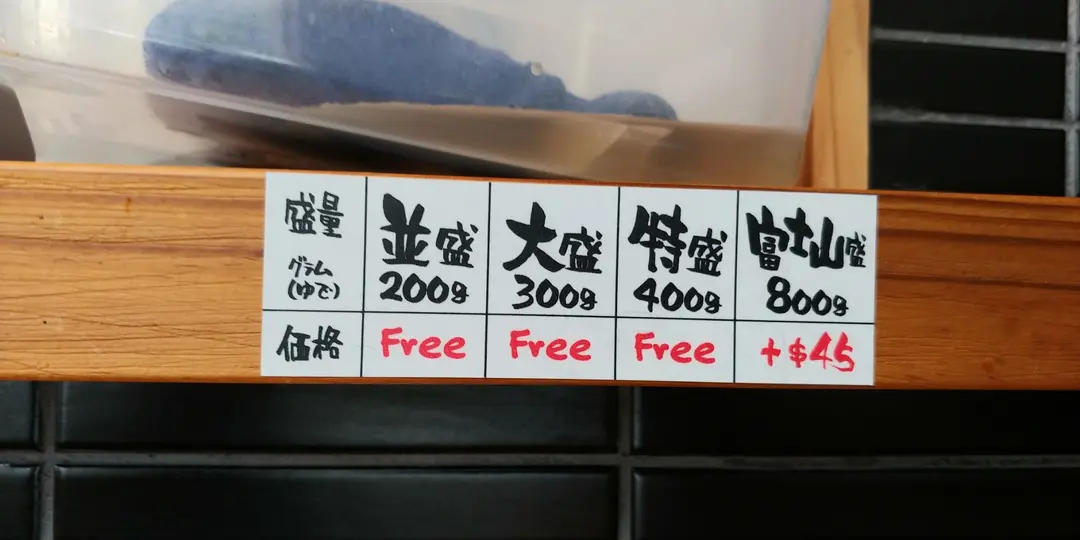 盛量 並盛 大盛 特盛 富士山盛
グラム
(ゆで) 200g 300g 400g 800g
価格 Free Free Free +$45